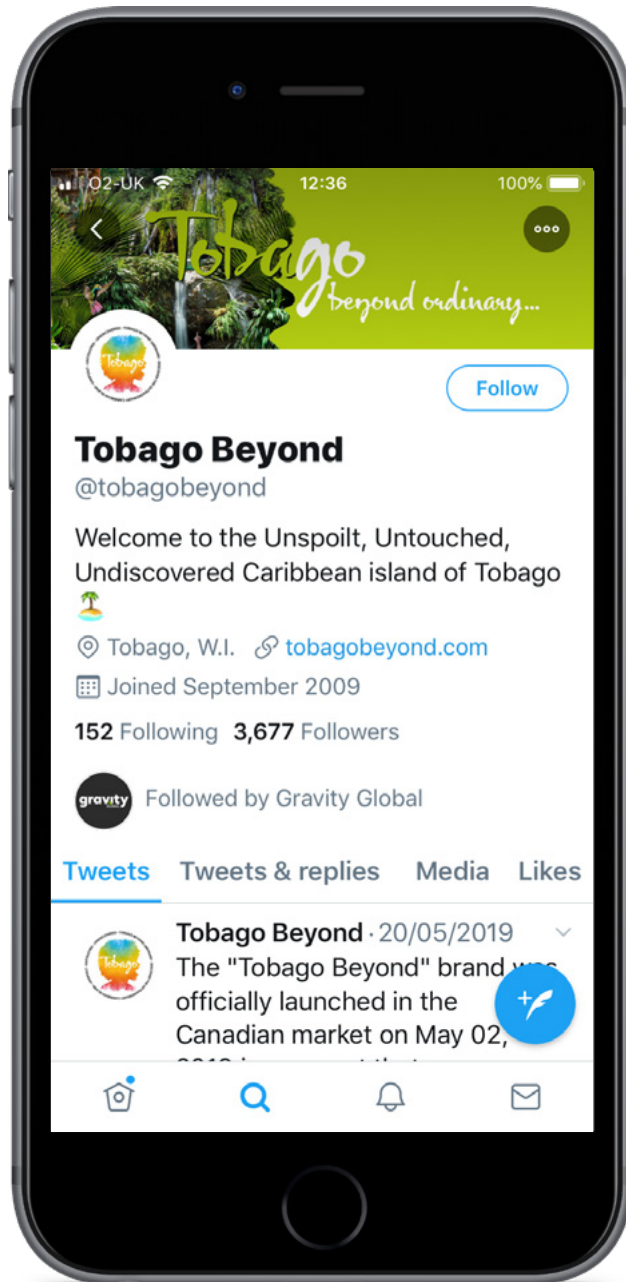 O2-UK 12:36 100%
Tobago
beyond ordinary...
Tobago
Follow
Tobago Beyond
@tobagobeyond
Welcome to the Unspoilt, Untouched,
Undiscovered Caribbean island of Tobago
🏝️
Tobago, W.I. tobagobeyond.com
Joined September 2009
152 Following 3,677 Followers
gravity Followed by Gravity Global
Tweets Tweets & replies Media Likes
Tobago Beyond · 20/05/2019
Tobago
The "Tobago Beyond" brand was
officially launched in the
Canadian market on May 02,